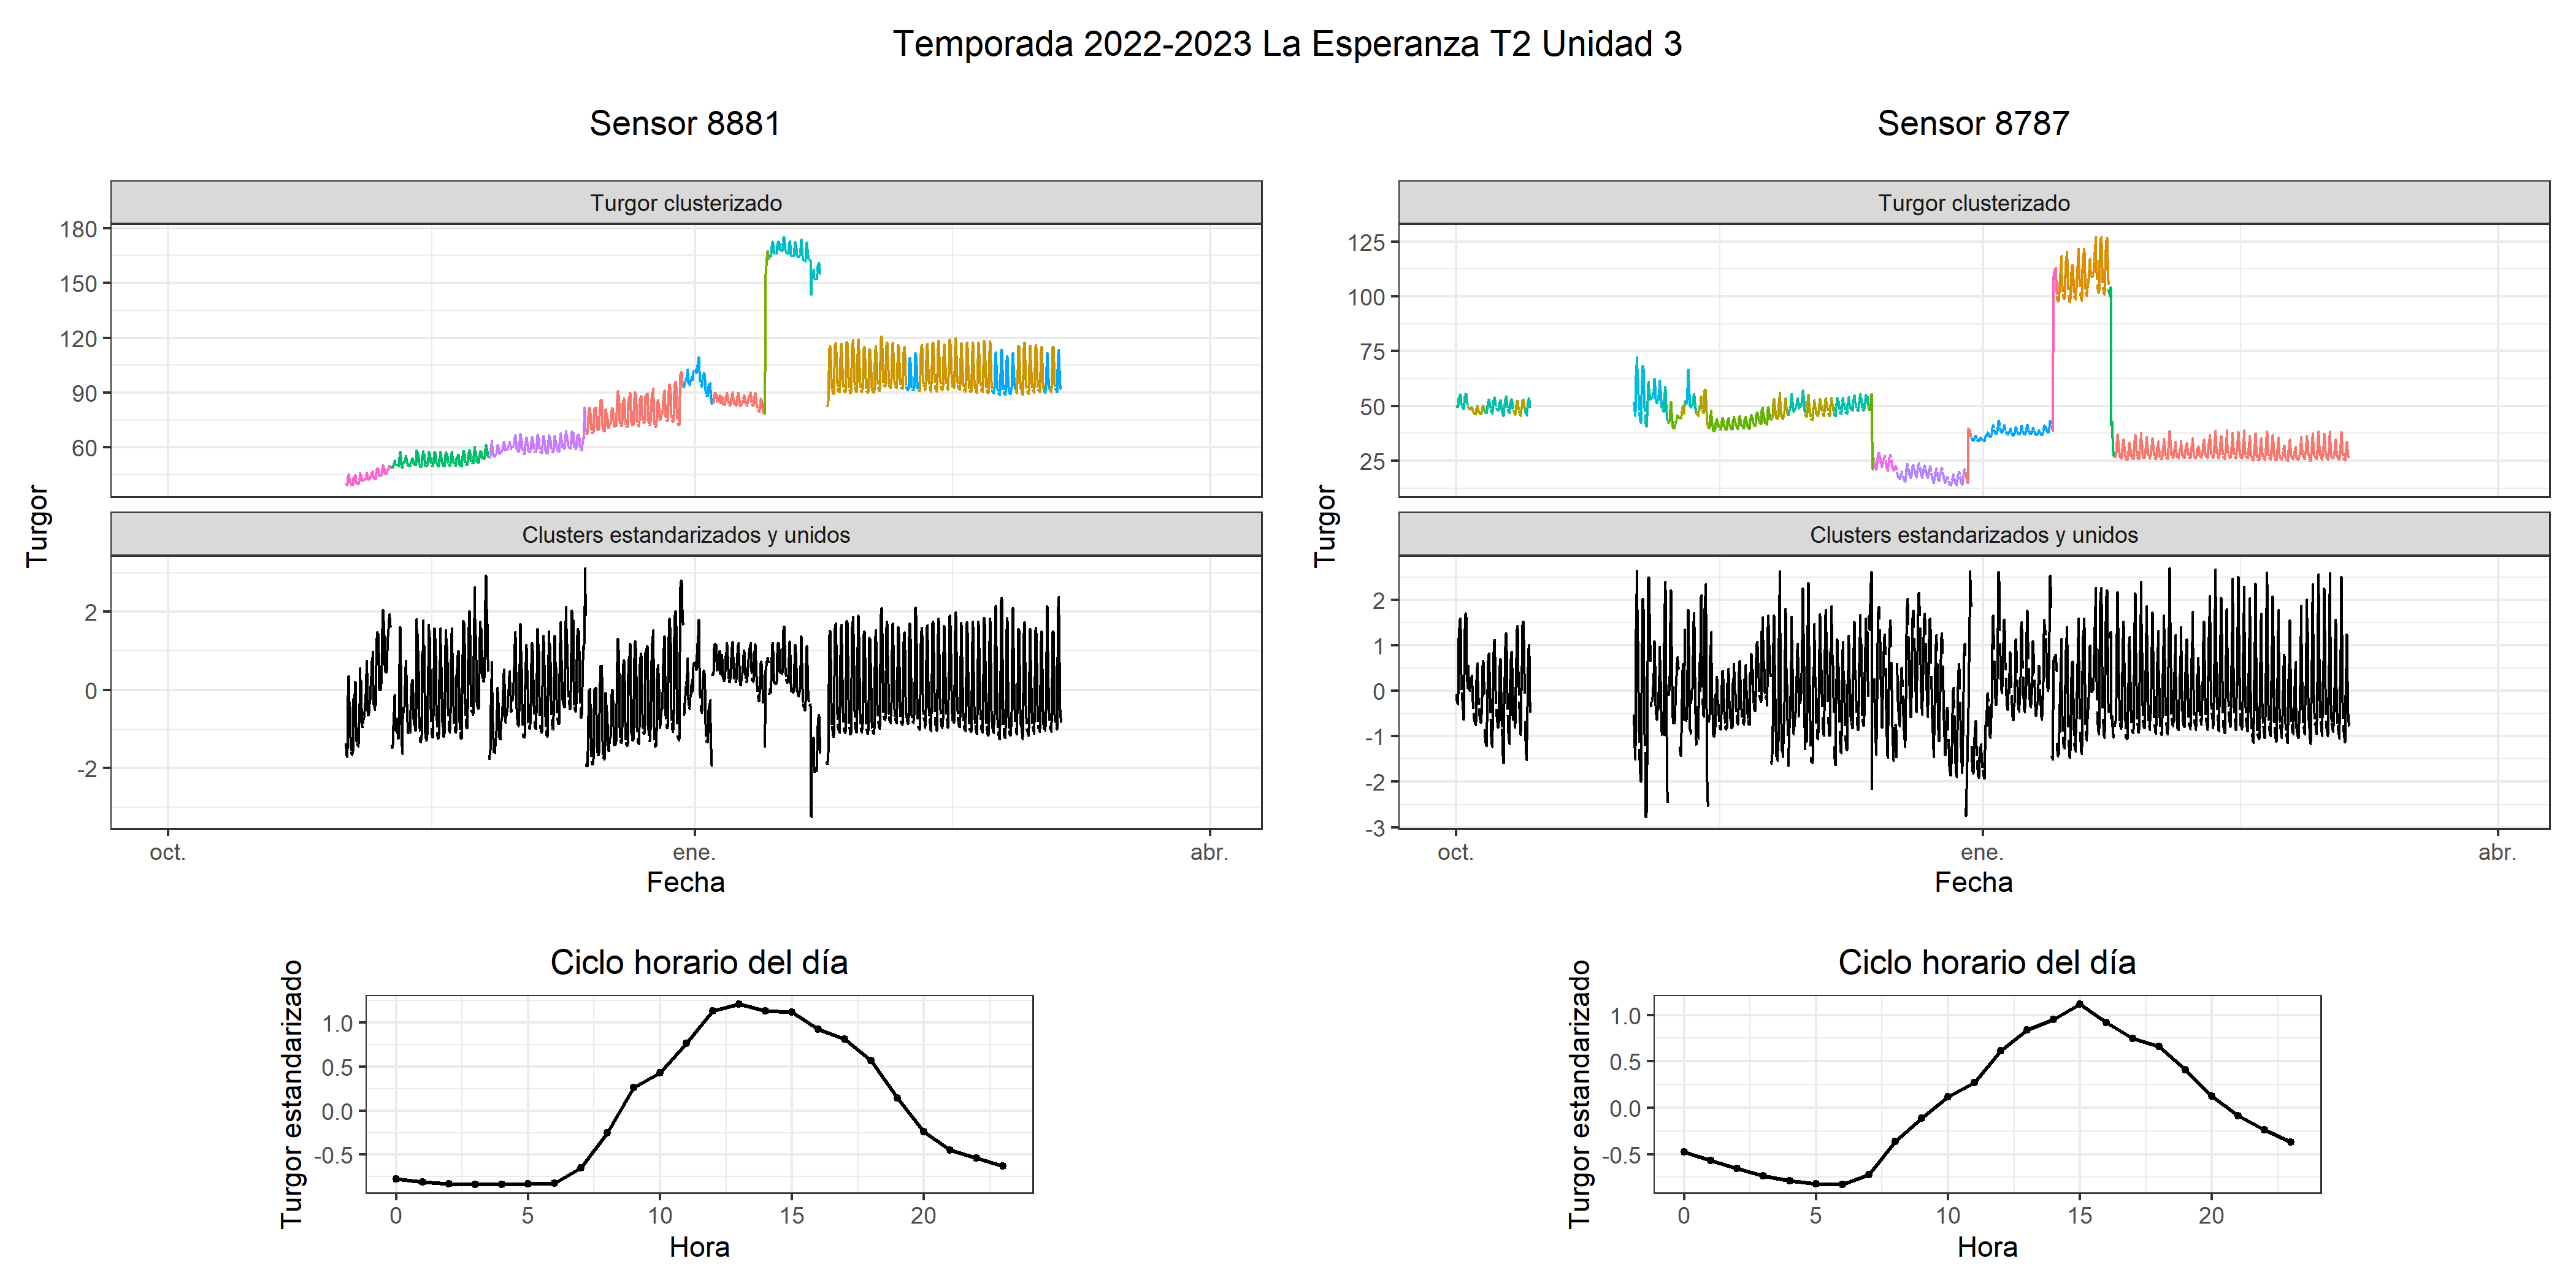 Temporada 2022-2023 La Esperanza T2 Unidad 3
Sensor 8881
Turgor clusterizado
180
150
120
90
60
Turgor
Clusters estandarizados y unidos
2
0
-2
oct.
ene.
abr.
Fecha
Ciclo horario del día
Turgor estandarizado
1.0
0.5
0.0
-0.5
0
5
10
15
20
Hora
Sensor 8787
Turgor clusterizado
125
100
75
50
25
Turgor
Clusters estandarizados y unidos
2
1
0
-1
-2
-3
oct.
ene.
abr.
Fecha
Ciclo horario del día
Turgor estandarizado
1.0
0.5
0.0
-0.5
0
5
10
15
20
Hora